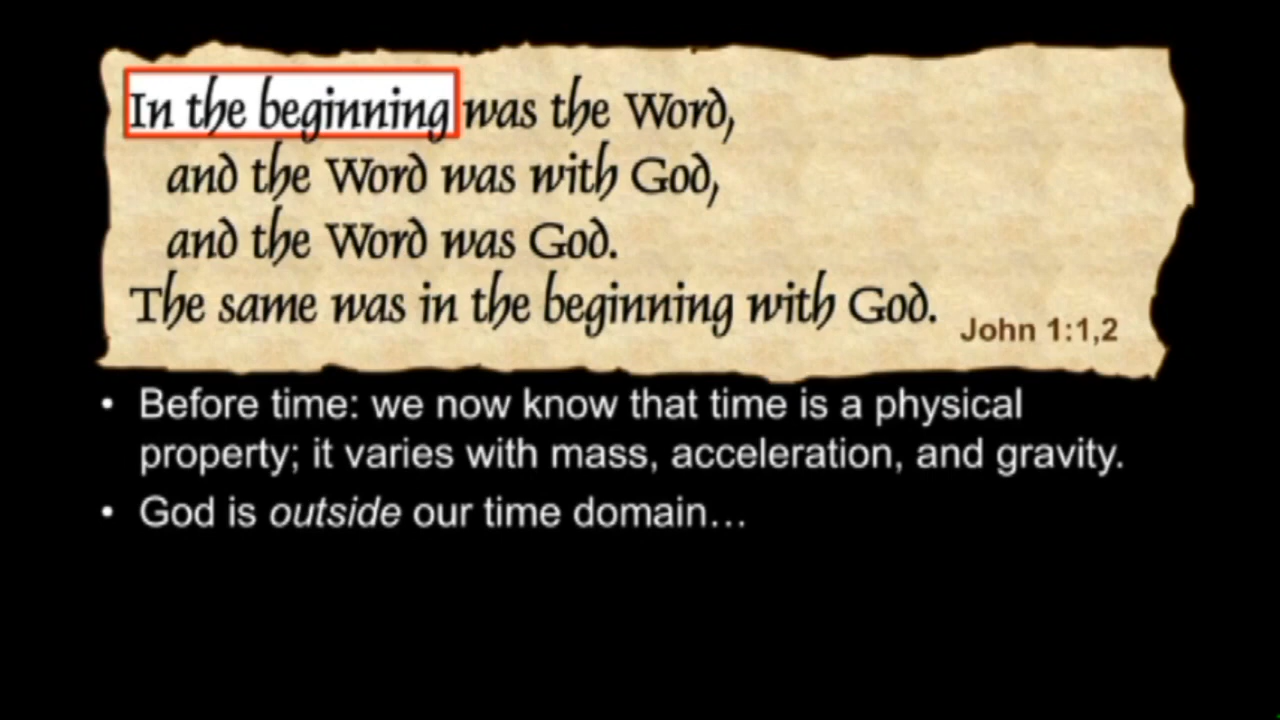 In the beginning was the Word,
and the Word was with God,
and the Word was God.
The same was in the beginning with God.
John 1:1,2
• Before time: we now know that time is a physical
property; it varies with mass, acceleration, and gravity.
• God is outside our time domain…